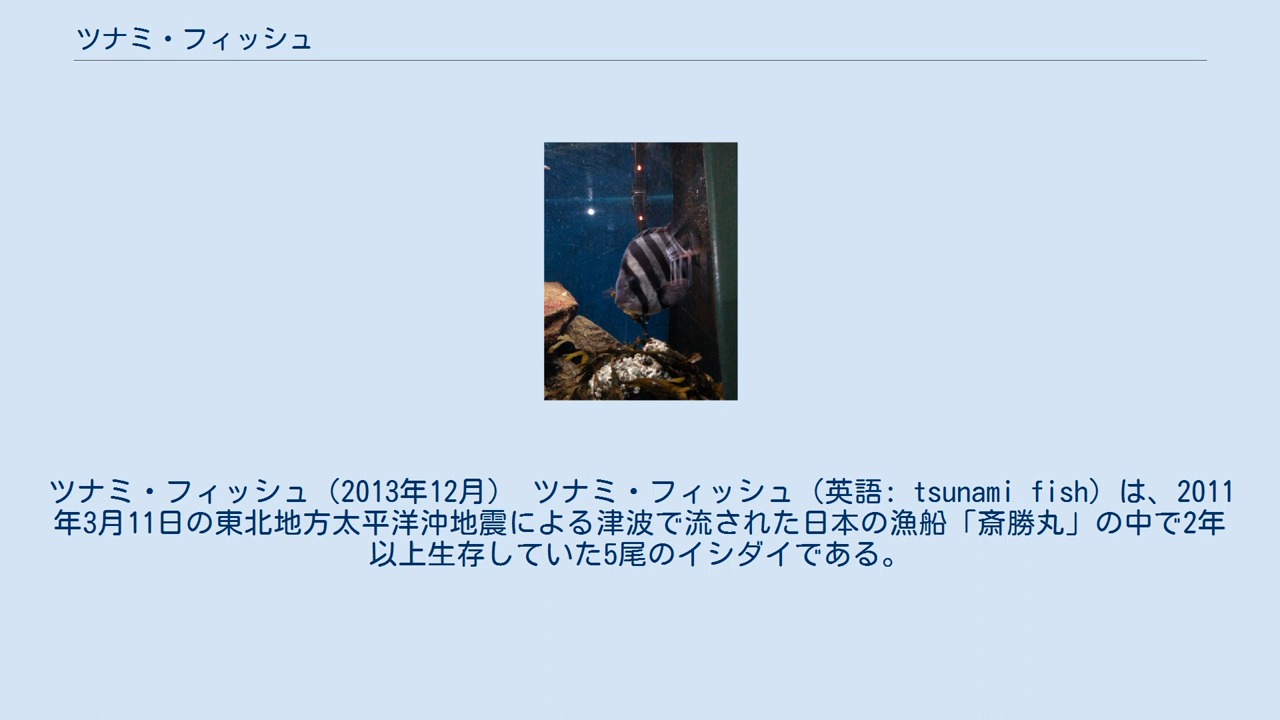 ツナミ・フィッシュ
ツナミ・フィッシュ（2013年12月） ツナミ・フィッシュ（英語: tsunami fish）は、2011
年3月11日の東北地方太平洋沖地震による津波で流された日本の漁船「斎勝丸」の中で2年
以上生存していた5尾のイシダイである。